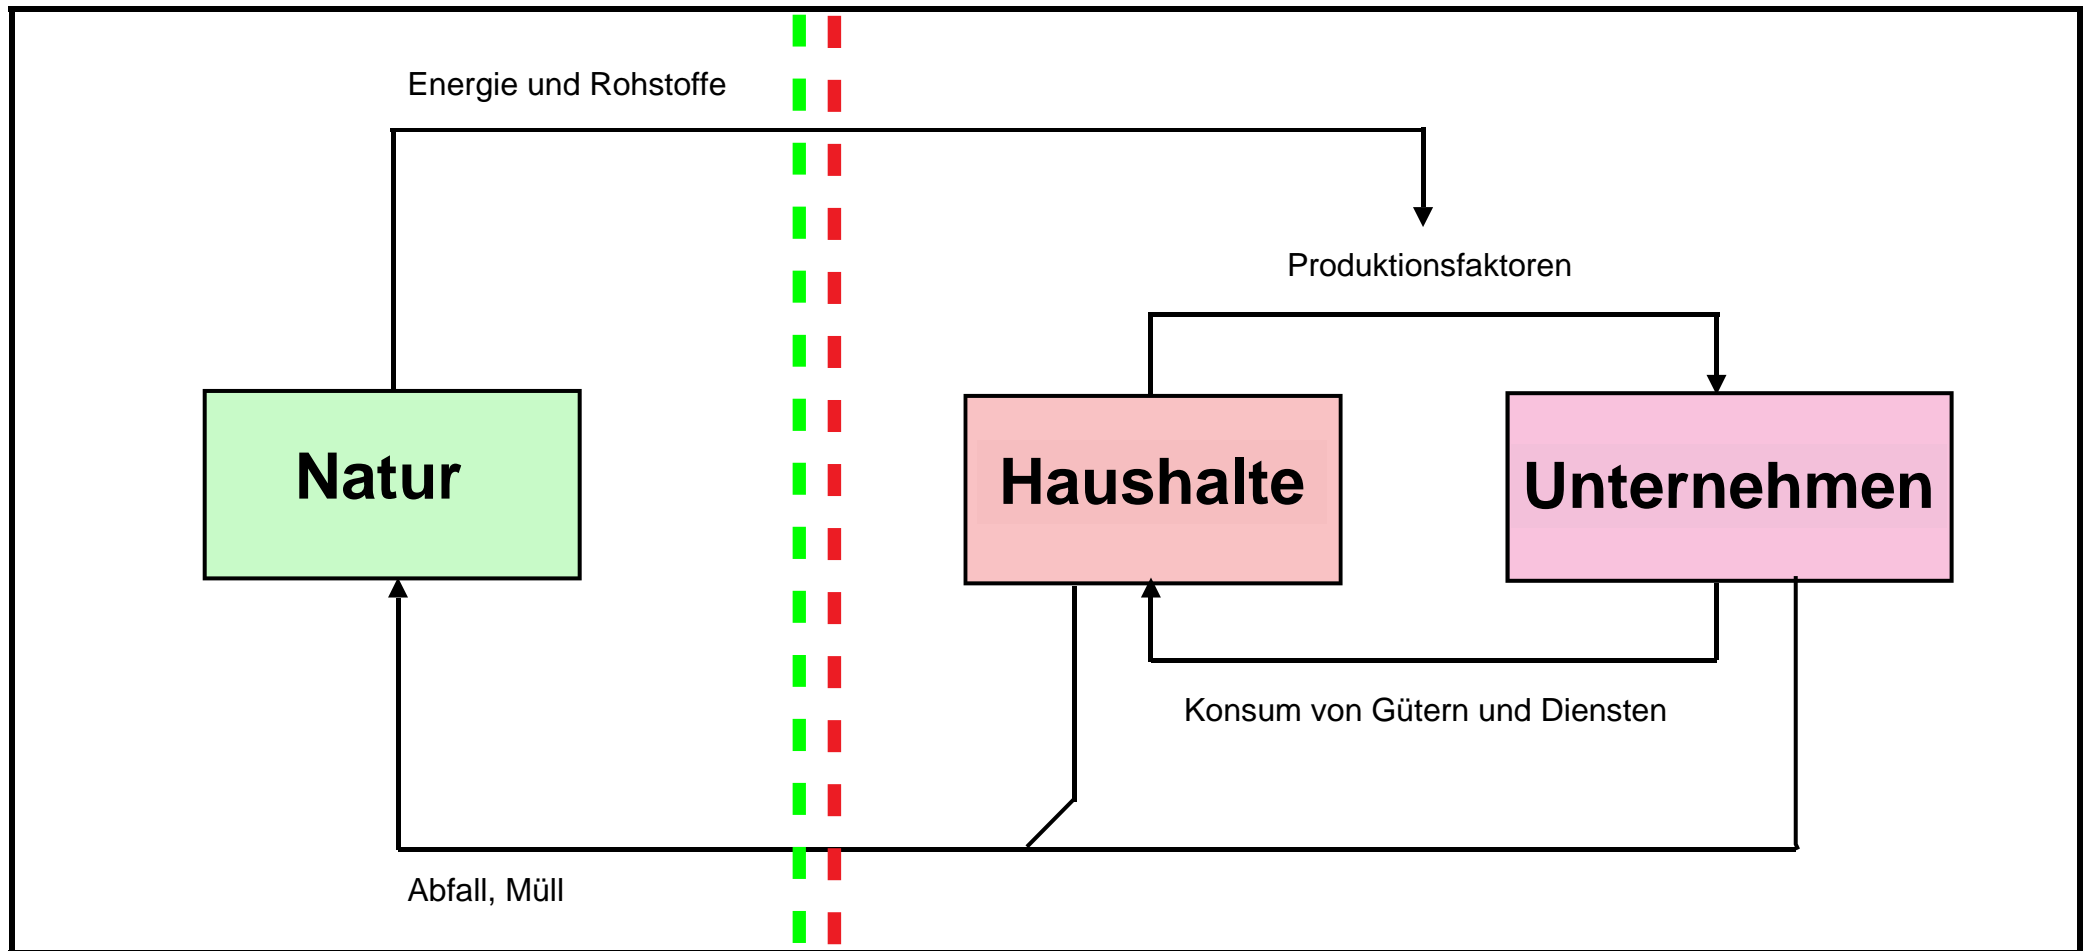 Energie und Rohstoffe
Produktionsfaktoren
Natur
Haushalte
Unternehmen
Konsum von Gütern und Diensten
Abfall, Müll